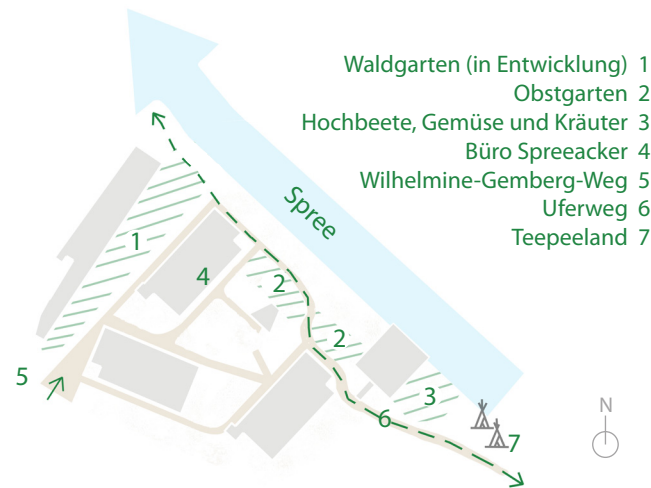 Waldgarten (in Entwicklung) 1
Obstgarten 2
Hochbeete, Gemüse und Kräuter 3
Büro Spreeacker 4
Wilhelmine-Gemberg-Weg 5
Uferweg 6
Teepeeland 7
Spree
1
4
2
2
5
3
6
7
N